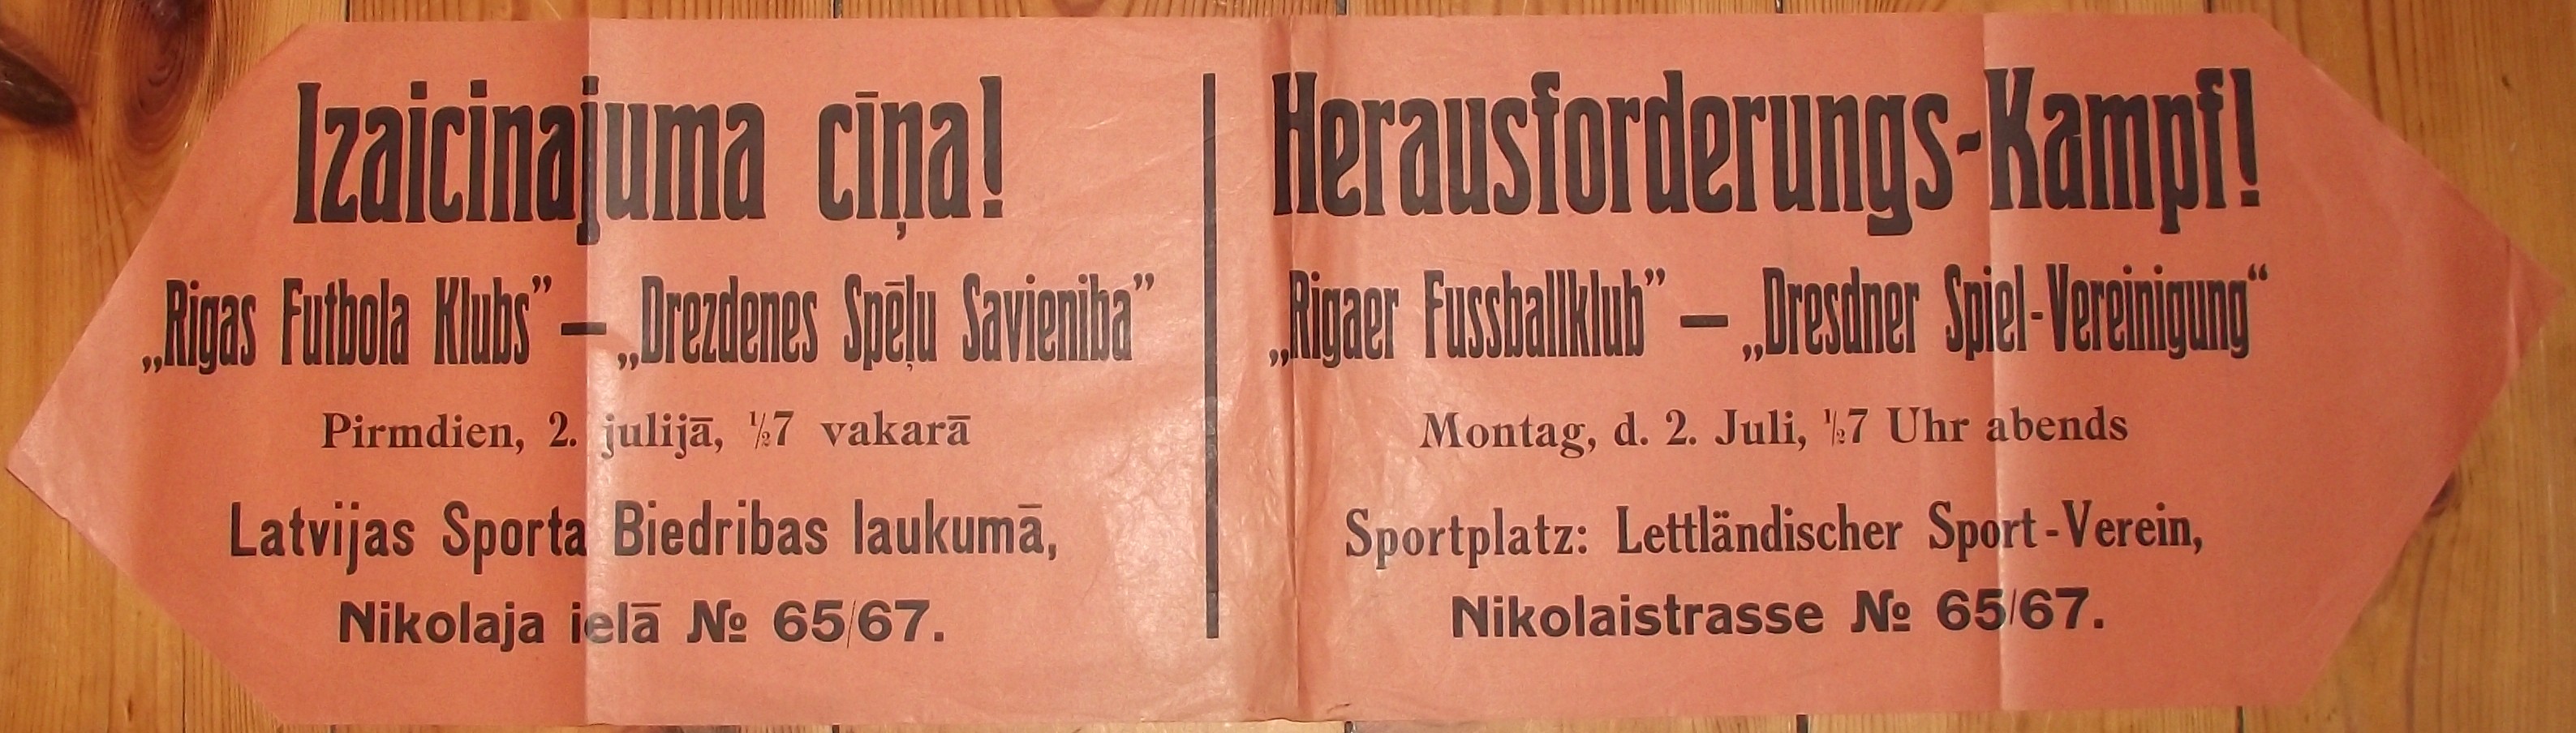 Izaicinajuma cīņa!
„Rigas Futbola Klubs” — „Drezdenes Spēļu Savieniba”
Pirmdien, 2. julijā, ½7 vakarā
Latvijas Sporta Biedribas laukumā,
Nikolaja ielā № 65/67.
Herausforderungs-Kampf!
„Rigaer Fussballklub” — „Dresdner Spiel-Vereinigung“
Montag, d. 2. Juli, ½7 Uhr abends
Sportplatz: Lettländischer Sport-Verein,
Nikolaistrasse № 65/67.